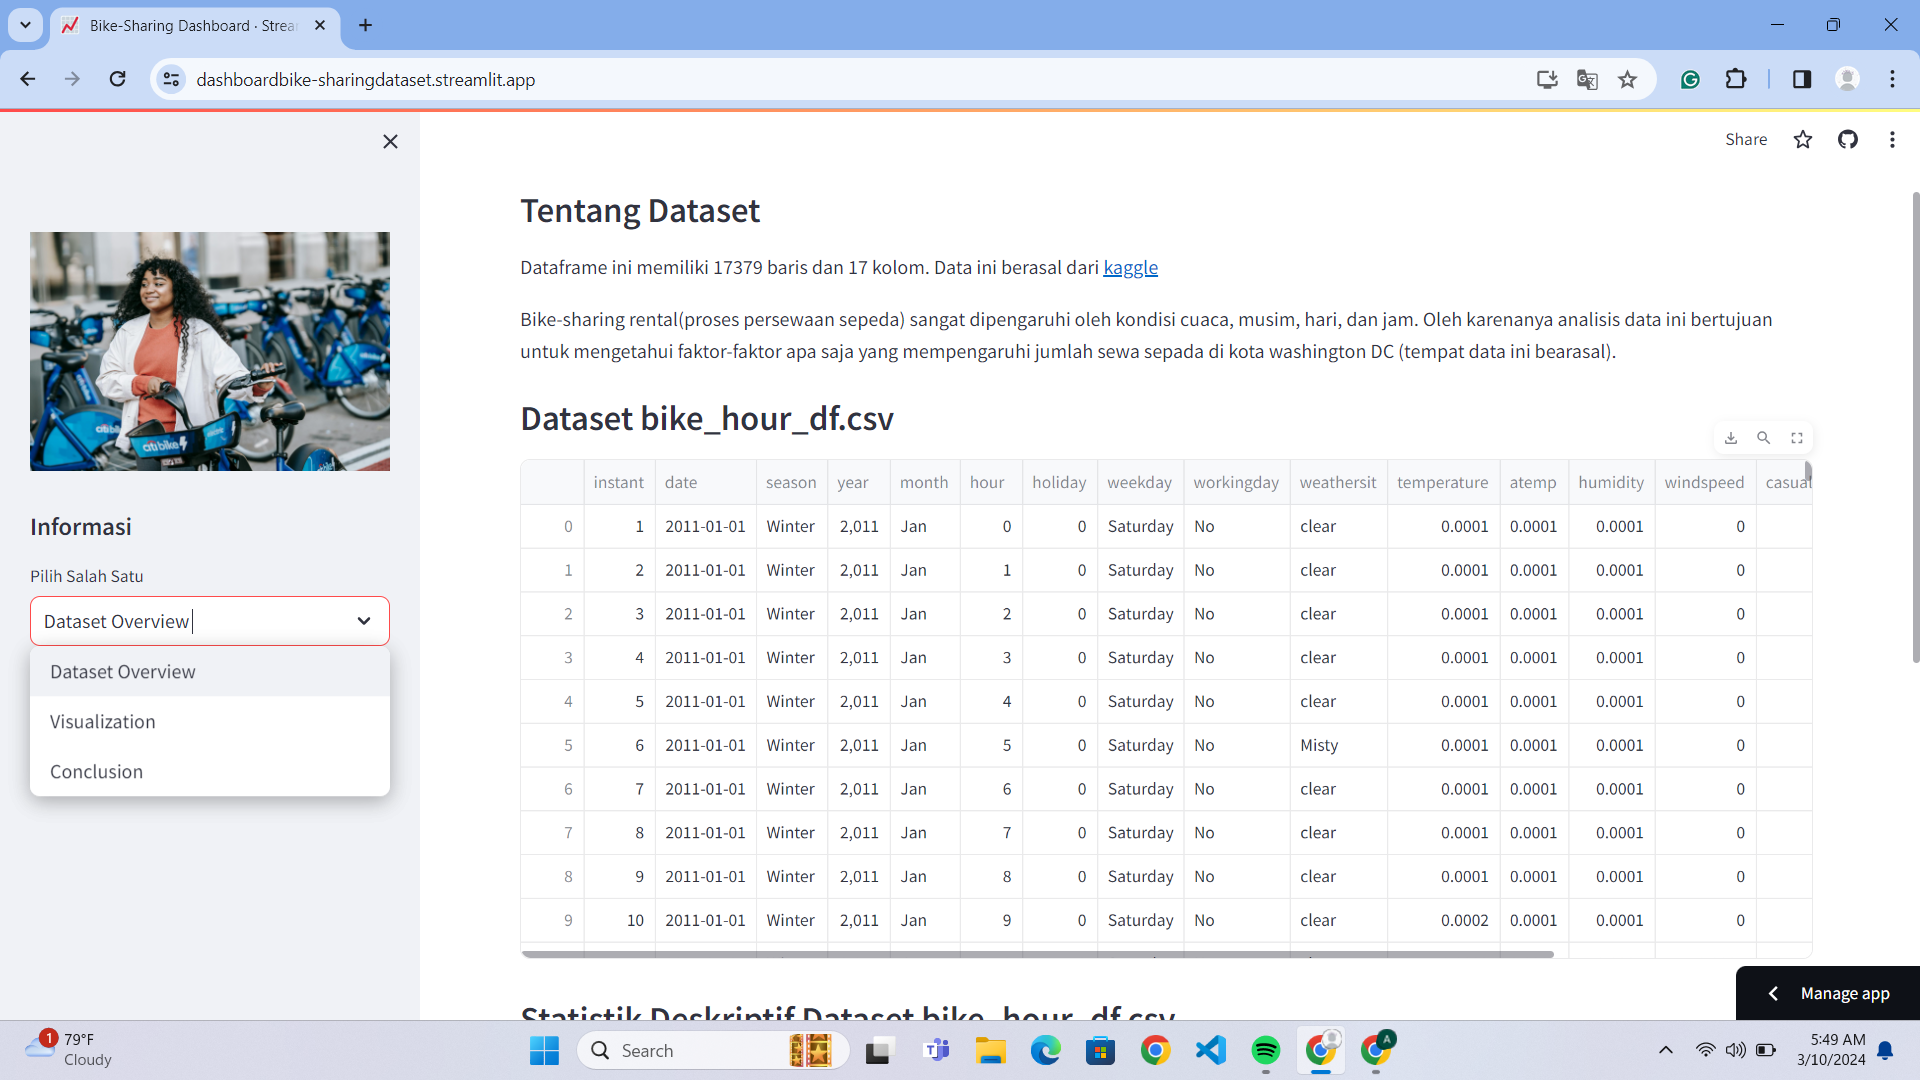 Bike-Sharing Dashboard · Strea
dashboardbike-sharingdataset.streamlit.app
Share
citi bike
Informasi
Pilih Salah Satu
Dataset Overview
Dataset Overview
Visualization
Conclusion
Tentang Dataset
Dataframe ini memiliki 17379 baris dan 17 kolom. Data ini berasal dari kaggle
Bike-sharing rental(proses persewaan sepeda) sangat dipengaruhi oleh kondisi cuaca, musim, hari, dan jam. Oleh karenanya analisis data ini bertujuan
untuk mengetahui faktor-faktor apa saja yang mempengaruhi jumlah sewa sepada di kota washington DC (tempat data ini bearasal).
Dataset bike_hour_df.csv
instant date season year month hour holiday weekday workingday weathersit temperature atemp humidity windspeed casual
0 1 2011-01-01 Winter 2,011 Jan 0 0 Saturday No clear 0.0001 0.0001 0.0001 0
1 2 2011-01-01 Winter 2,011 Jan 1 0 Saturday No clear 0.0001 0.0001 0.0001 0
2 3 2011-01-01 Winter 2,011 Jan 2 0 Saturday No clear 0.0001 0.0001 0.0001 0
3 4 2011-01-01 Winter 2,011 Jan 3 0 Saturday No clear 0.0001 0.0001 0.0001 0
4 5 2011-01-01 Winter 2,011 Jan 4 0 Saturday No clear 0.0001 0.0001 0.0001 0
5 6 2011-01-01 Winter 2,011 Jan 5 0 Saturday No Misty 0.0001 0.0001 0.0001 0
6 7 2011-01-01 Winter 2,011 Jan 6 0 Saturday No clear 0.0001 0.0001 0.0001 0
7 8 2011-01-01 Winter 2,011 Jan 7 0 Saturday No clear 0.0001 0.0001 0.0001 0
8 9 2011-01-01 Winter 2,011 Jan 8 0 Saturday No clear 0.0001 0.0001 0.0001 0
9 10 2011-01-01 Winter 2,011 Jan 9 0 Saturday No clear 0.0002 0.0001 0.0001 0
Statistik Deskriptif Dataset bike_hour_df.csv
Manage app
1
79°F
Cloudy
Search
A
5:49 AM
3/10/2024